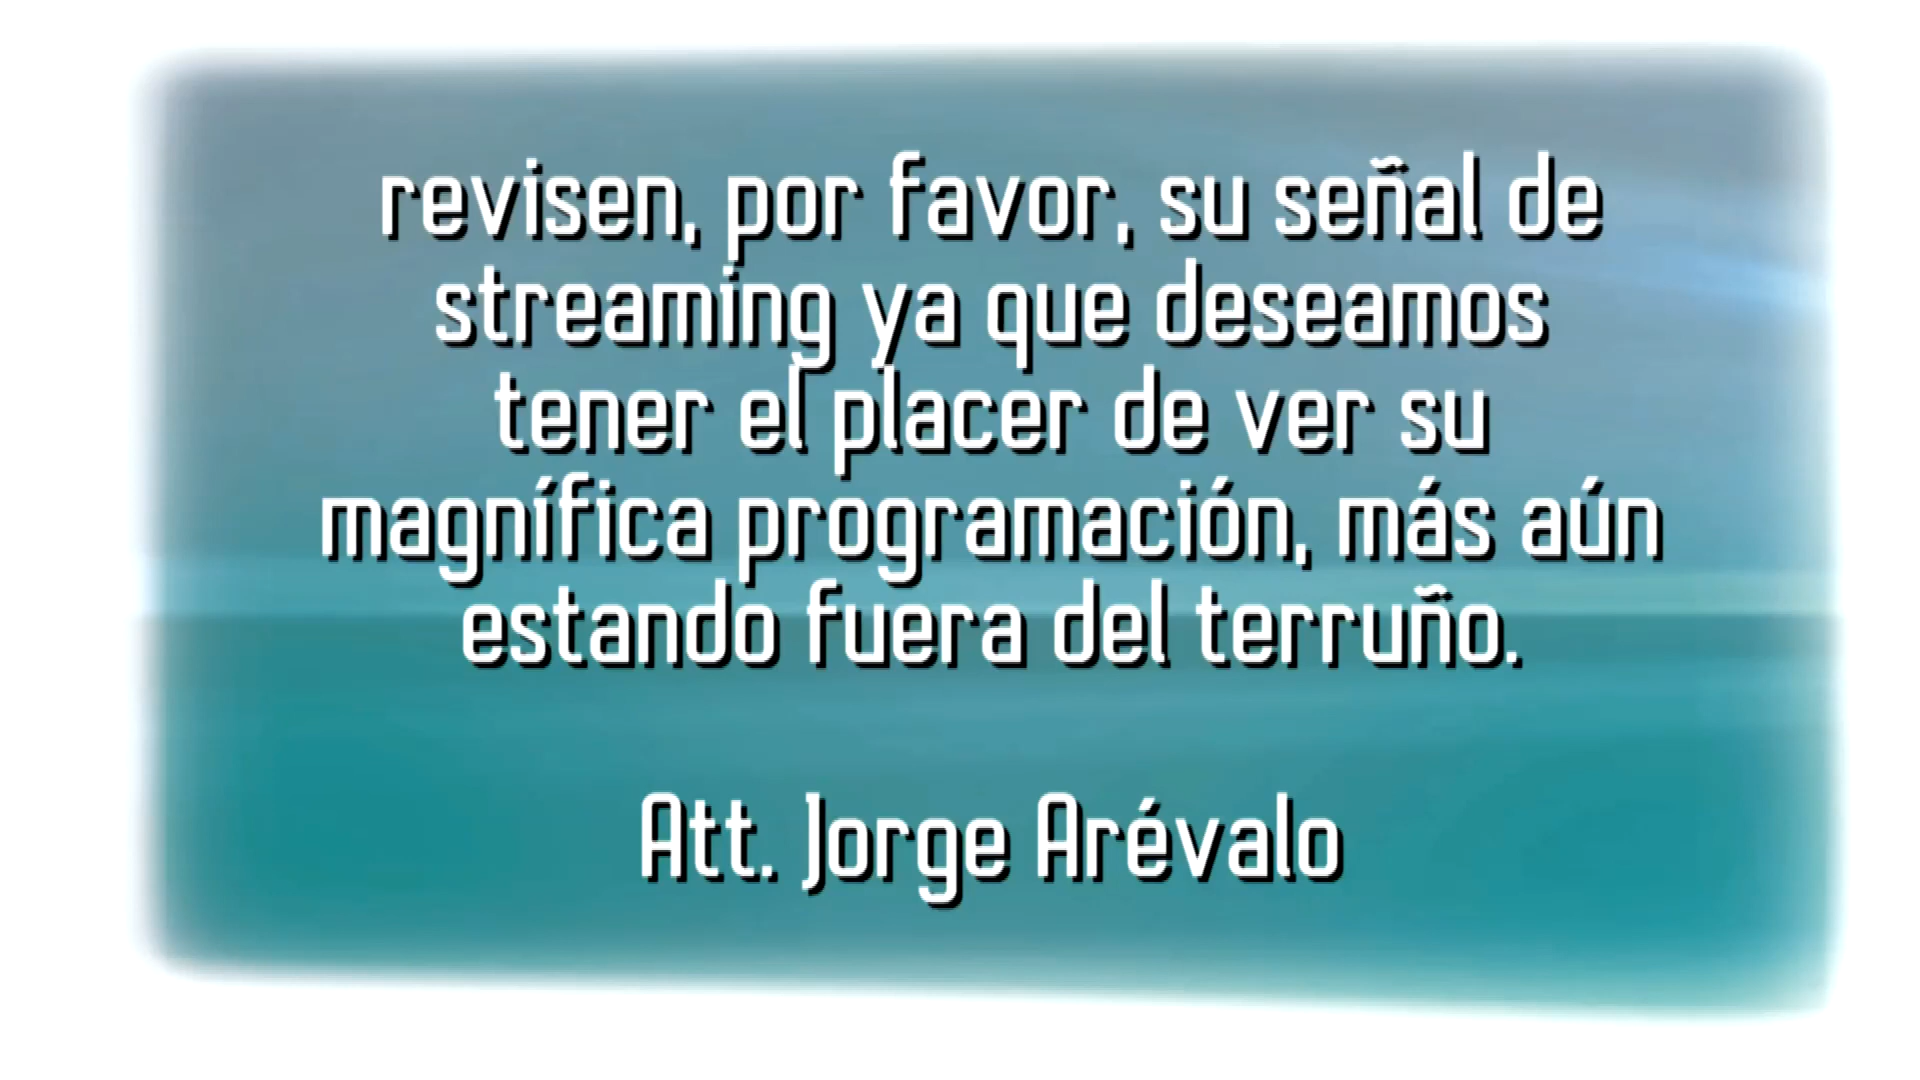 revisen, por favor, su señal de
streaming ya que deseamos
tener el placer de ver su
magnífica programación, más aún
estando fuera del terruño.
Att. Jorge Arévalo